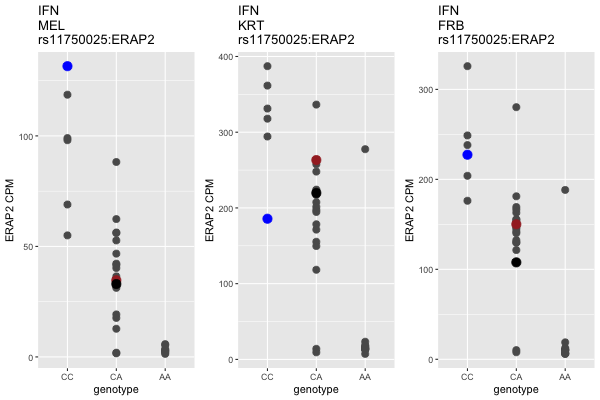 IFN
MEL
rs11750025:ERAP2
ERAP2 CPM
100
50
0
CC CA AA
genotype
IFN
KRT
rs11750025:ERAP2
ERAP2 CPM
400
300
200
100
0
CC CA AA
genotype
IFN
FRB
rs11750025:ERAP2
ERAP2 CPM
300
200
100
0
CC CA AA
genotype